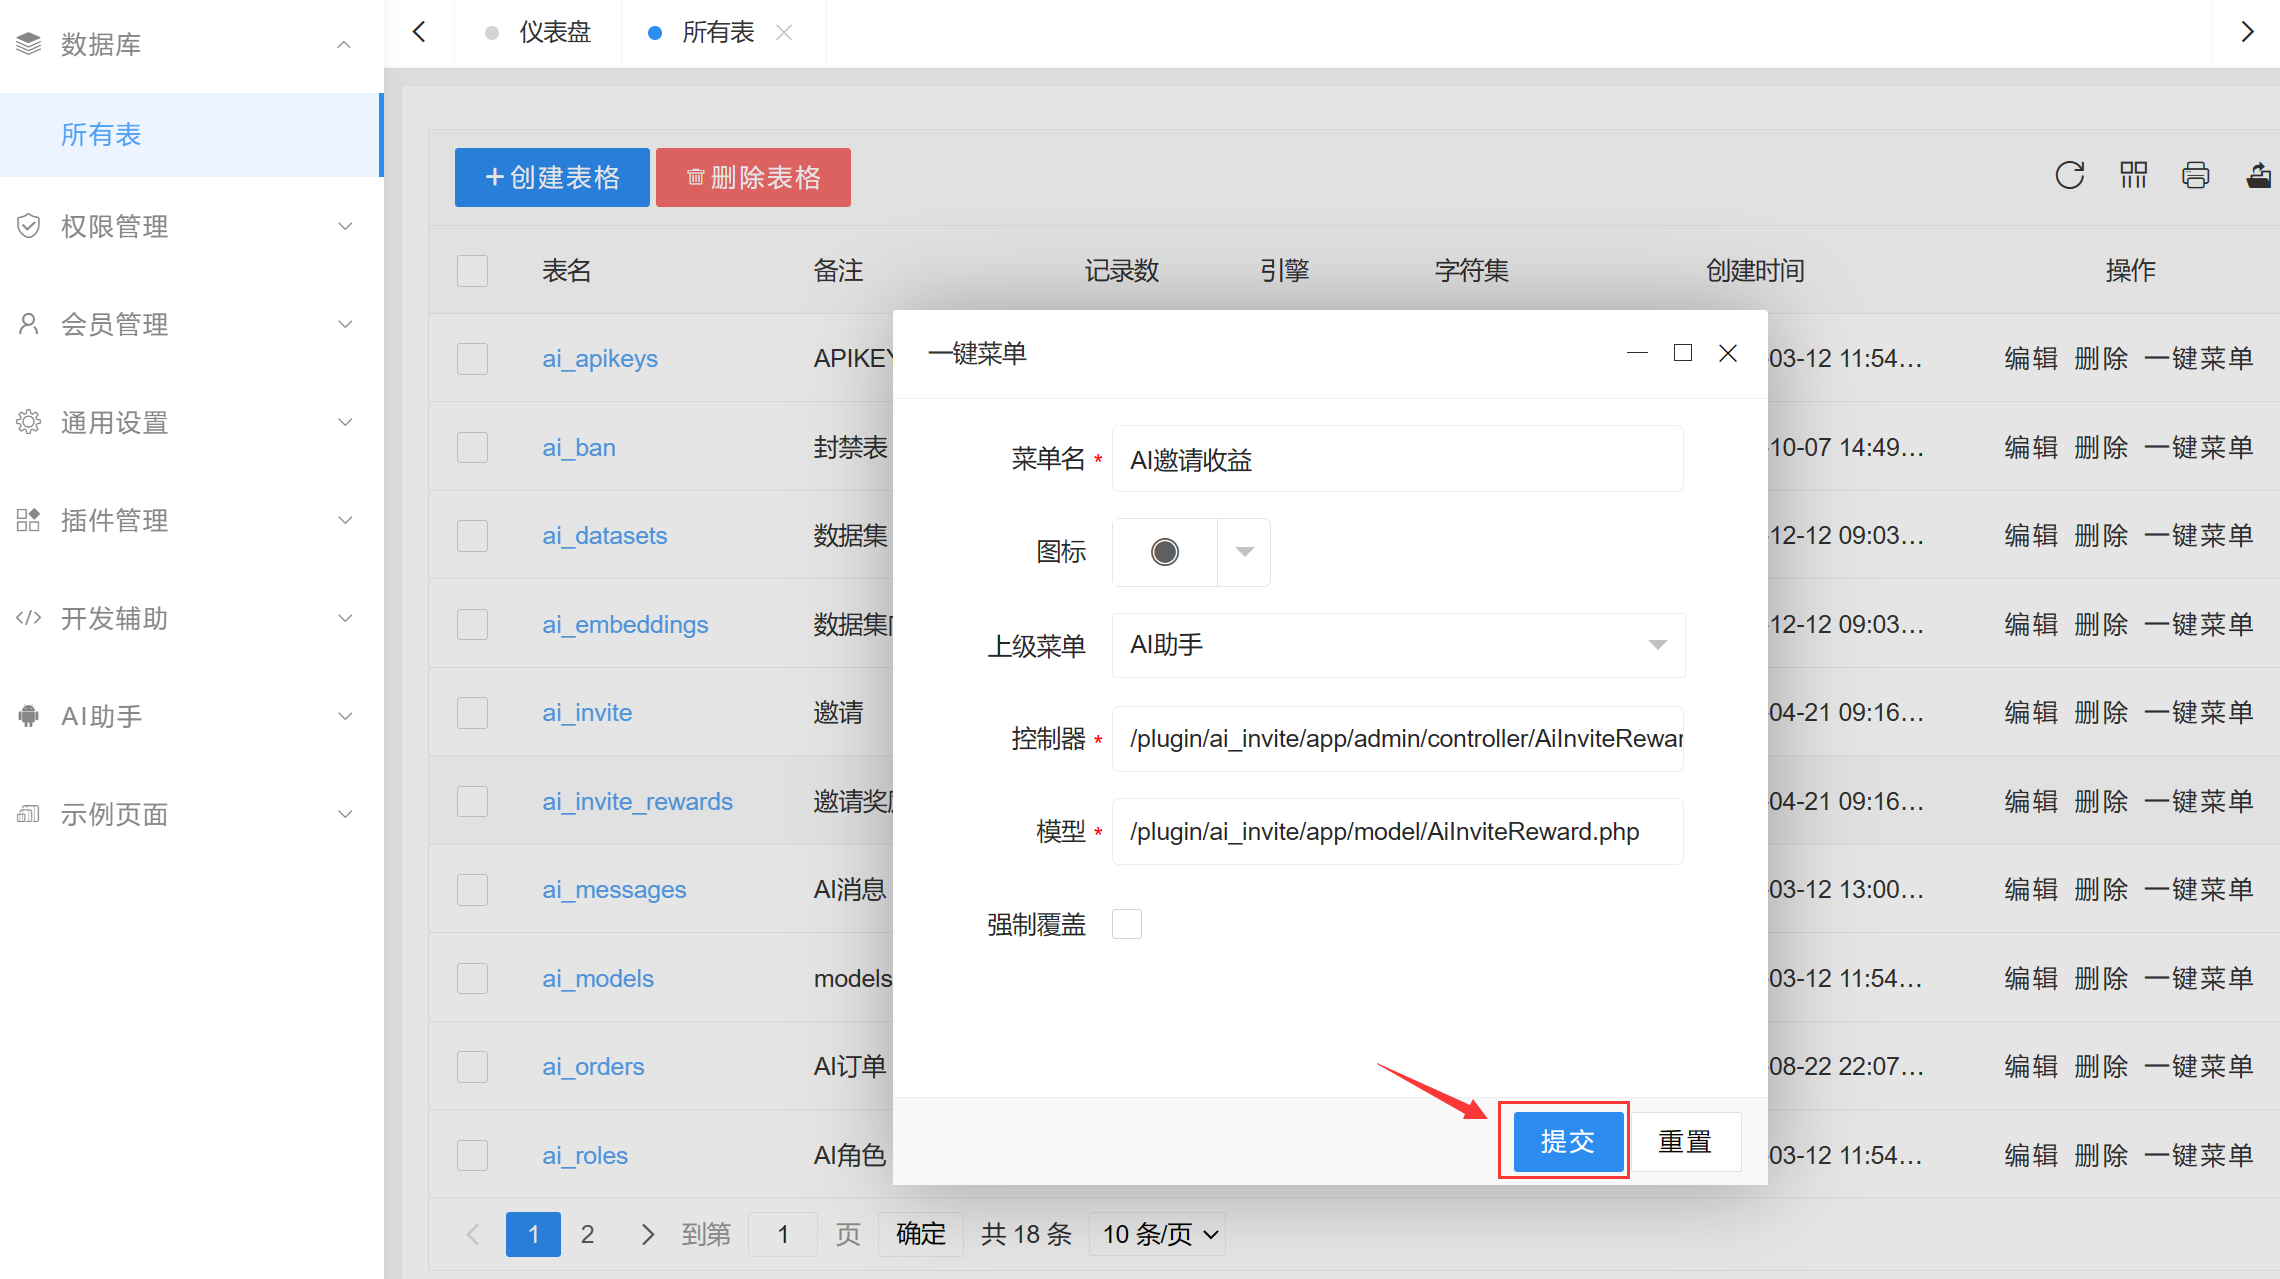 数据库
所有表
权限管理
会员管理
通用设置
插件管理
开发辅助
AI助手
示例页面
仪表盘
所有表
创建表格
删除表格
表名 备注 记录数 引擎 字符集 创建时间 操作
ai_apikeys APIKEY -03-12 11:54… 编辑 删除 一键菜单
ai_ban 封禁表 -10-07 14:49… 编辑 删除 一键菜单
ai_datasets 数据集 -12-12 09:03… 编辑 删除 一键菜单
ai_embeddings 数据集 -12-12 09:03… 编辑 删除 一键菜单
ai_invite 邀请 -04-21 09:16… 编辑 删除 一键菜单
ai_invite_rewards 邀请奖 -04-21 09:16… 编辑 删除 一键菜单
ai_messages AI消息 -03-12 13:00… 编辑 删除 一键菜单
ai_models models -03-12 11:54… 编辑 删除 一键菜单
ai_orders AI订单 -08-22 22:07… 编辑 删除 一键菜单
ai_roles AI角色 -03-12 11:54… 编辑 删除 一键菜单
1 2 到第 1 页 确定 共 18 条 10 条/页
一键菜单
菜单名 * AI邀请收益
图标
上级菜单 AI助手
控制器 * /plugin/ai_invite/app/admin/controller/AiInviteRewar
模型 * /plugin/ai_invite/app/model/AiInviteReward.php
强制覆盖
提交 重置